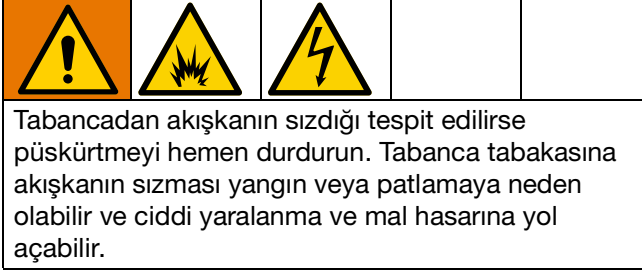 Tabancadan akışkanın sızdığı tespit edilirse
püskürtmeyi hemen durdurun. Tabanca tabakasına
akışkanın sızması yangın veya patlamaya neden
olabilir ve ciddi yaralanma ve mal hasarına yol
açabilir.